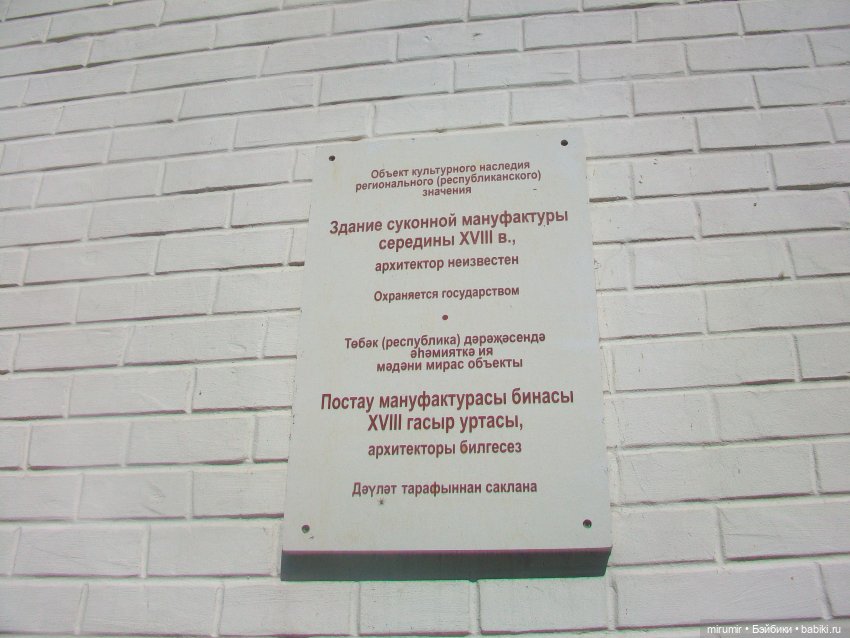 Объект культурного наследия
регионального (республиканского)
значения
Здание суконной мануфактуры
середины XVIII в.,
архитектор неизвестен
Охраняется государством
•
Төбәк (республика) дәрәҗәсендә
әһәмияткә ия
мәдәни мирас объекты
Постау мануфактурасы бинасы
XVIII гасыр уртасы,
архитекторы билгесез
Дәүләт тарафыннан саклана
mirumir • Бэйбики • babiki.ru